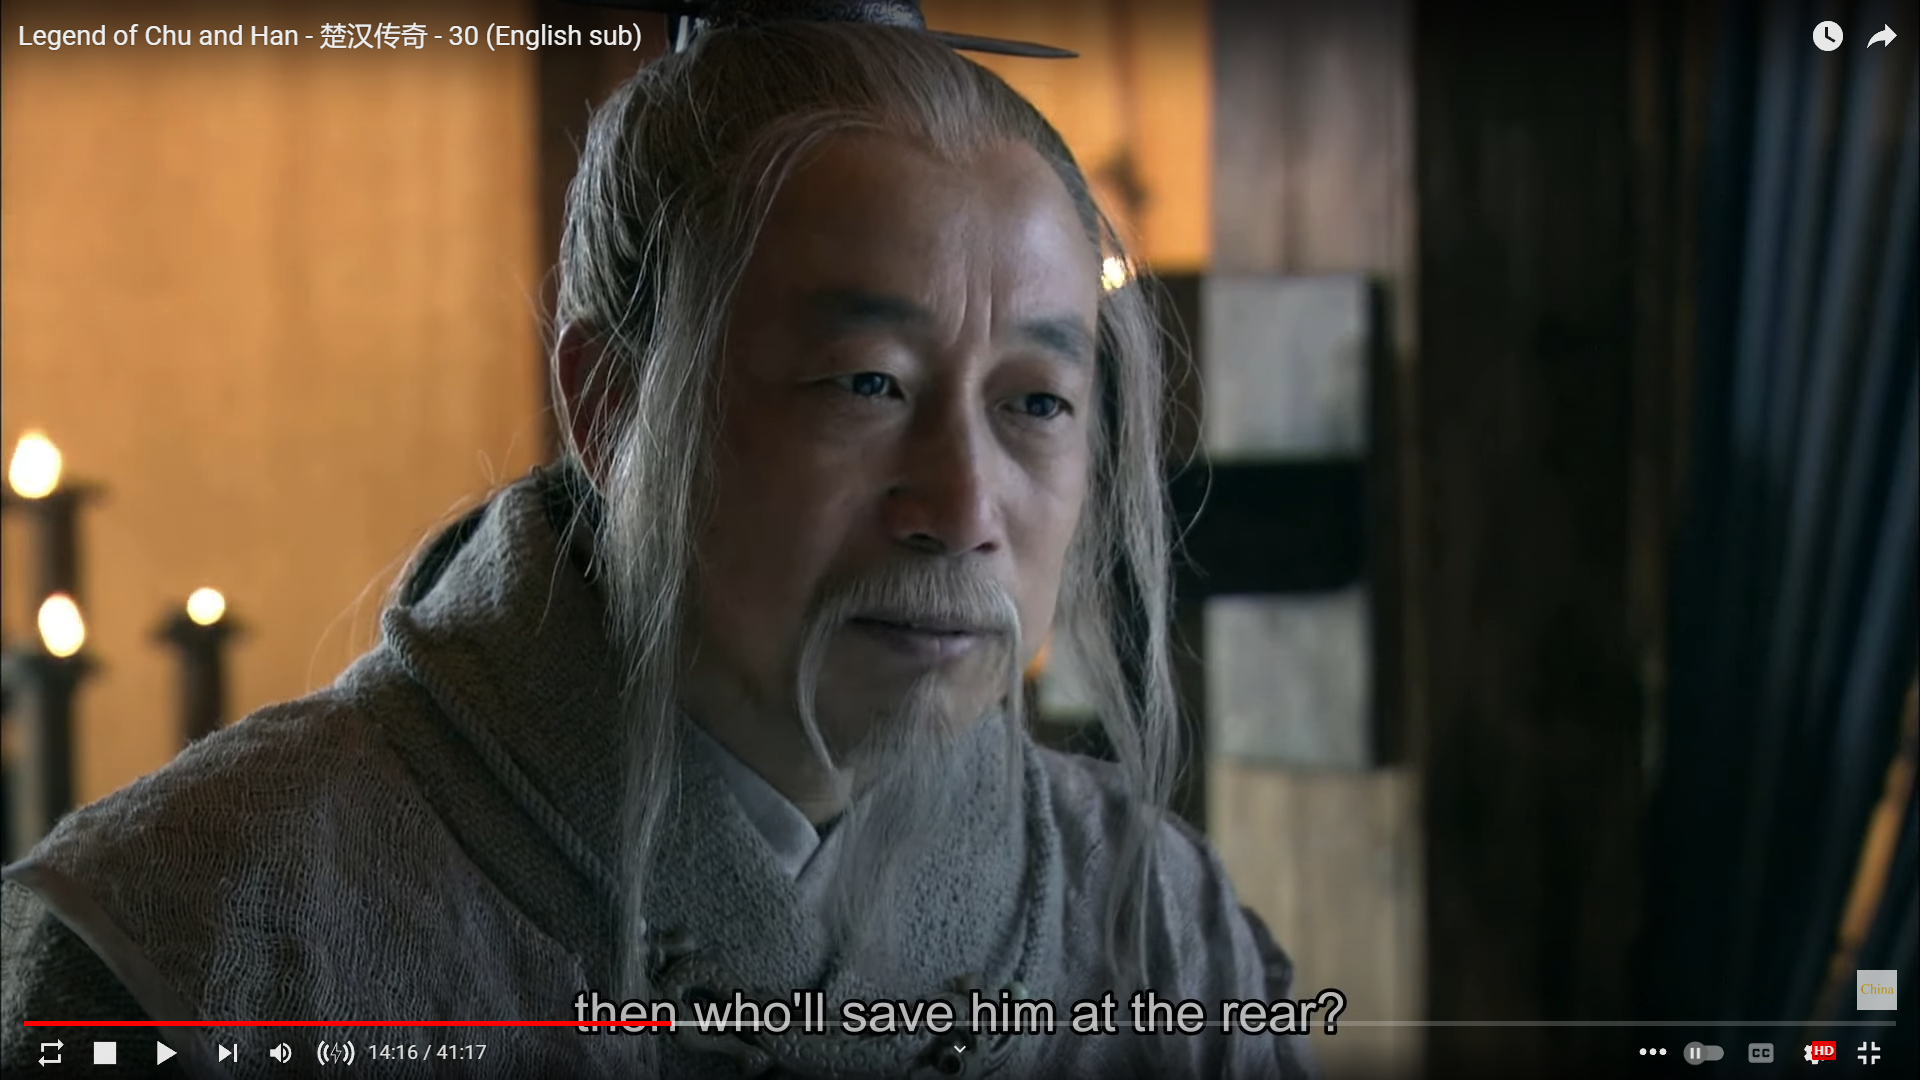 Legend of Chu and Han - 楚汉传奇 - 30 (English sub)
China
then who'll save him at the rear?
14:16 / 41:17
CC
HD